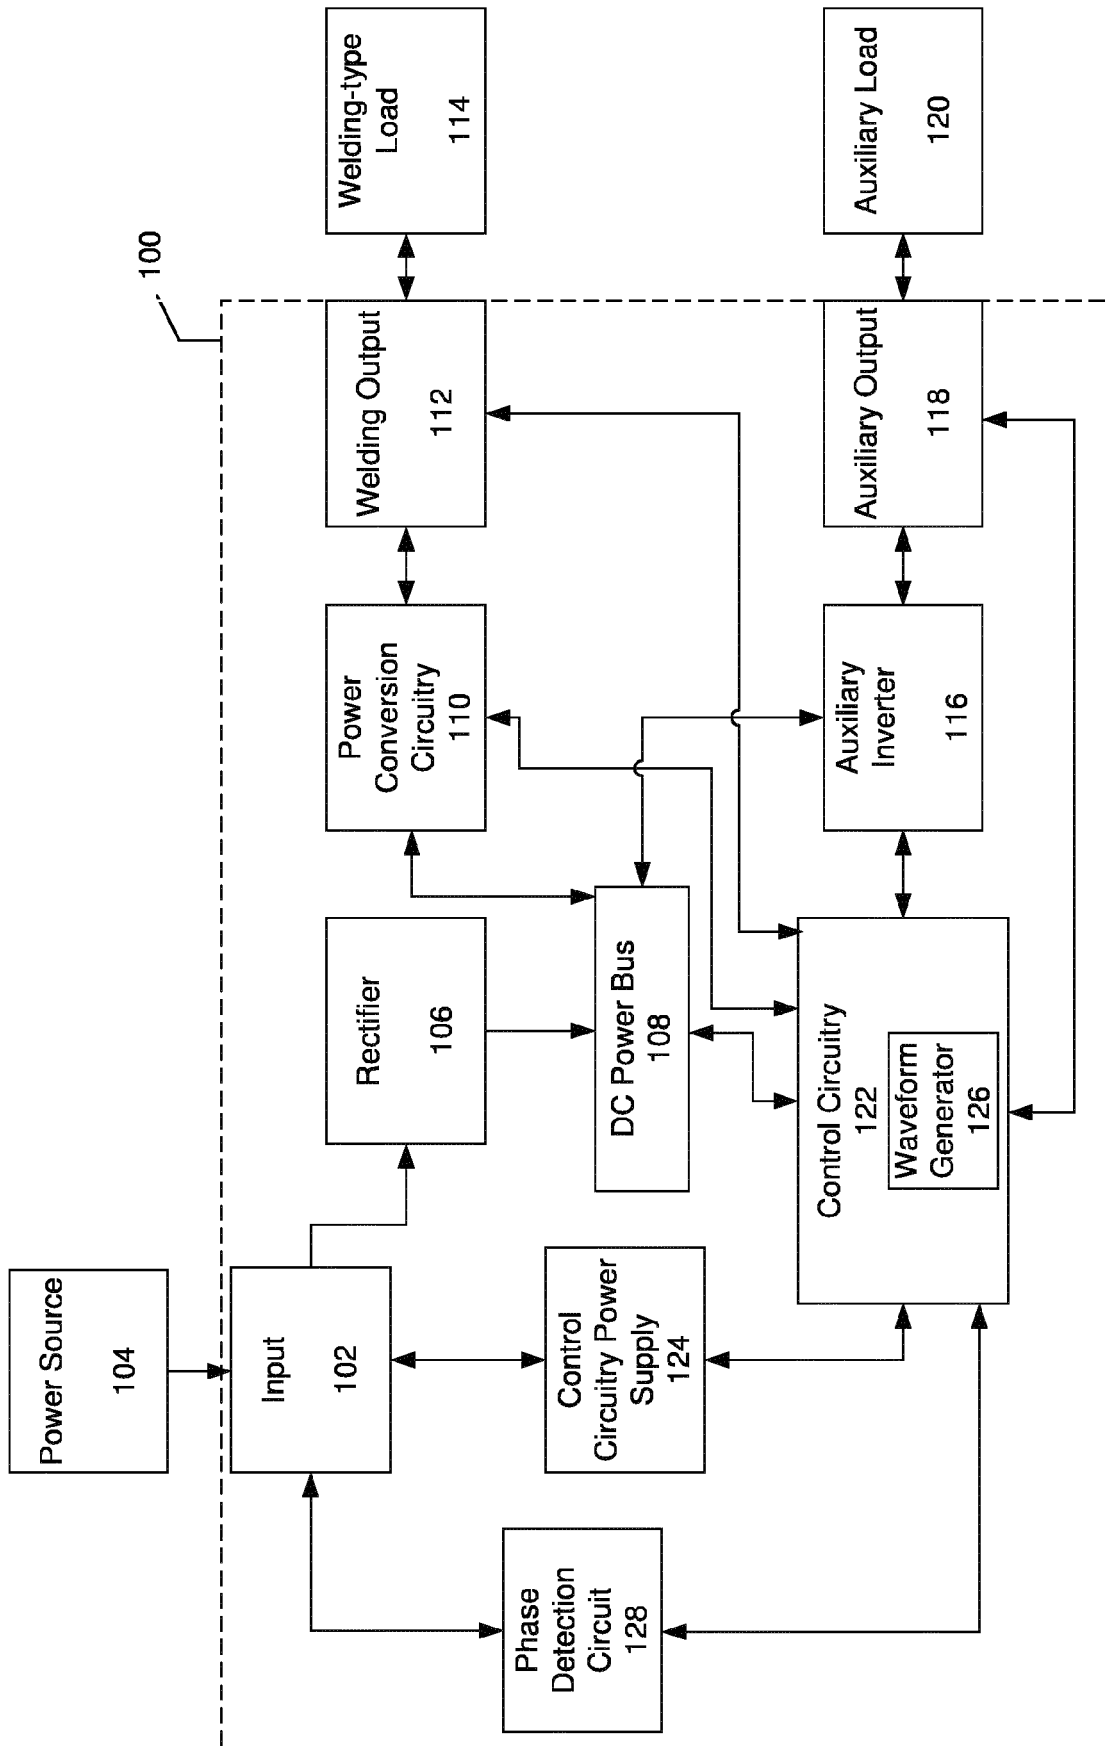 Power Source
104
100
Input
102
Phase
Detection
Circuit
128
Control
Circuitry Power
Supply
124
Rectifier
106
DC Power Bus
108
Power
Conversion
Circuitry
110
Welding Output
112
Welding-type
Load
114
Control Circuitry
122
Waveform
Generator
126
Auxiliary
Inverter
116
Auxiliary Output
118
Auxiliary Load
120